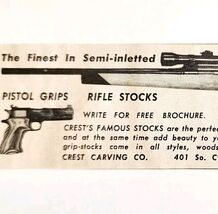 The Finest In Semi-inletted
PISTOL GRIPS RIFLE STOCKS
WRITE FOR FREE BROCHURE.
CREST'S FAMOUS STOCKS are the perfec
and at the same time add beauty to yo
grip-stocks come in all styles, woods
CREST CARVING CO. 401 So. C